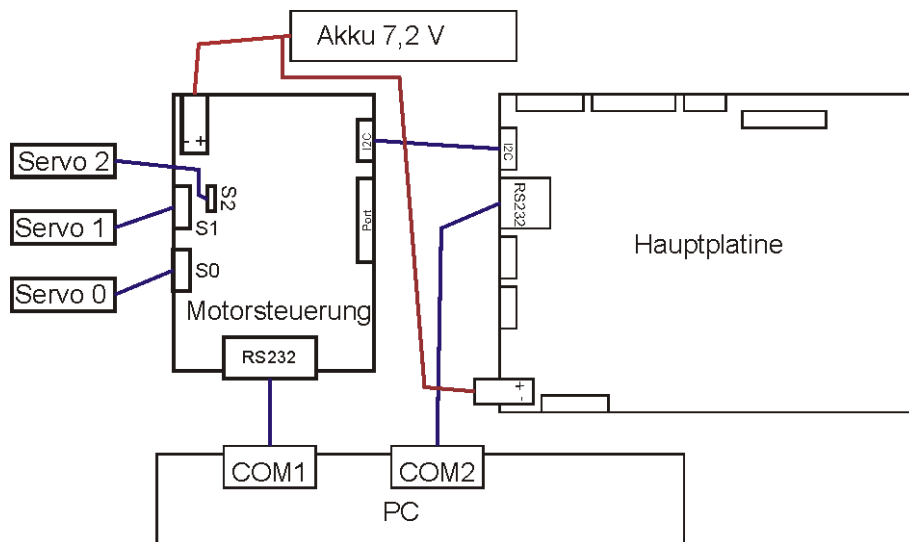 Akku 7,2 V
- +
I2C
I2C
Servo 2
S2
RS232
Port
Servo 1
S1
Hauptplatine
S0
Servo 0
Motorsteuerung
RS232
+ -
COM1
COM2
PC